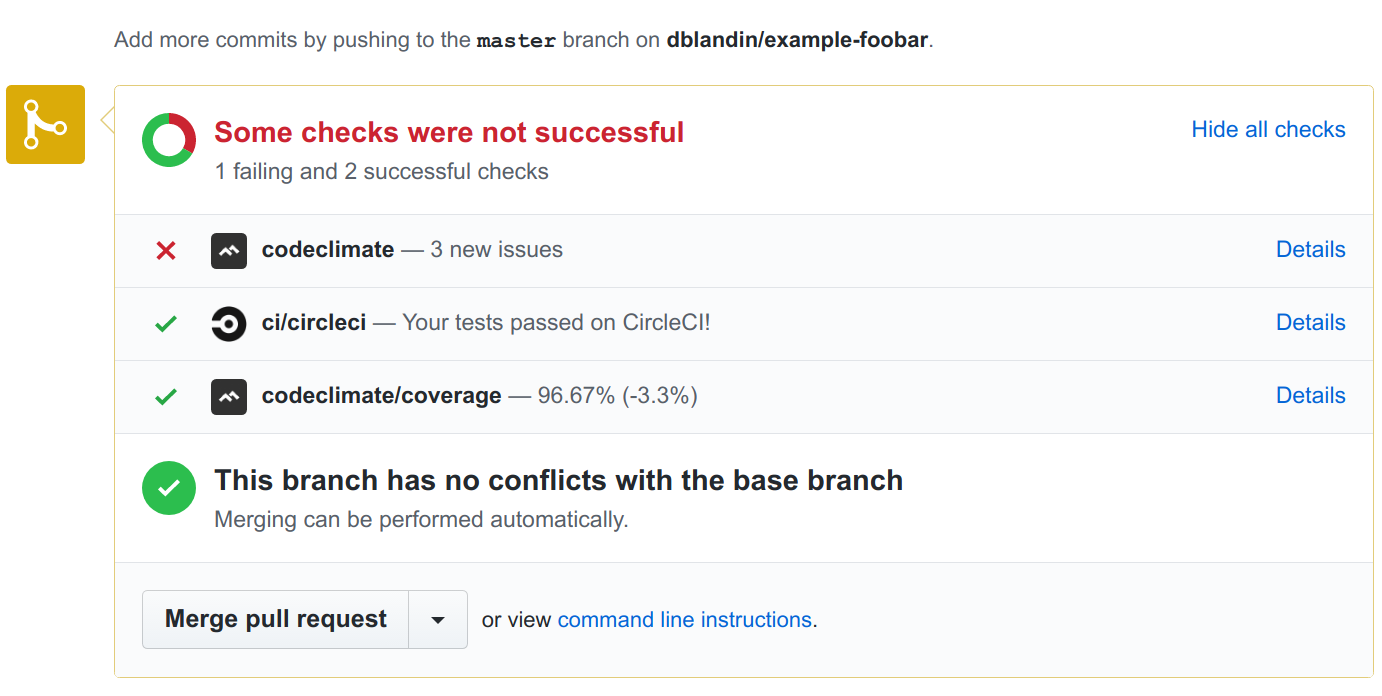 Add more commits by pushing to the master branch on dblandin/example-foobar.
Some checks were not successful
Hide all checks
1 failing and 2 successful checks
codeclimate — 3 new issues
Details
ci/circleci — Your tests passed on CircleCI!
Details
codeclimate/coverage — 96.67% (-3.3%)
Details
This branch has no conflicts with the base branch
Merging can be performed automatically.
Merge pull request
or view command line instructions.